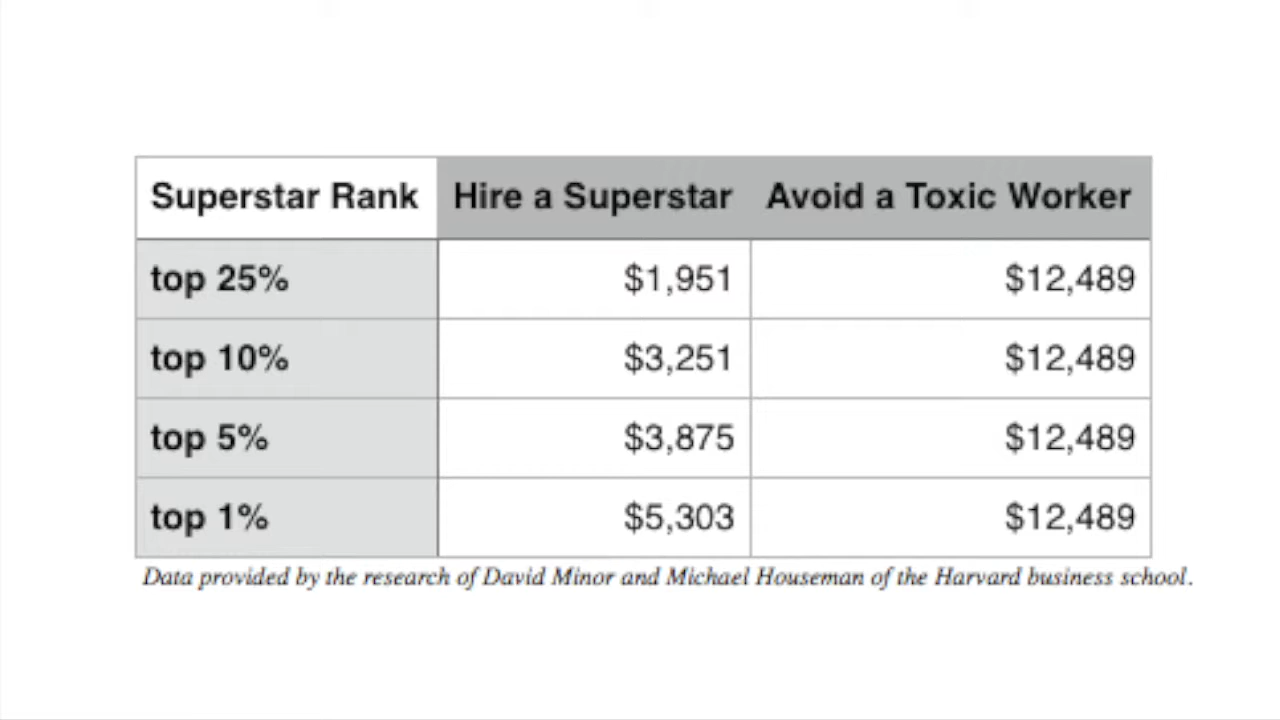 Superstar Rank Hire a Superstar Avoid a Toxic Worker
top 25% $1,951 $12,489
top 10% $3,251 $12,489
top 5% $3,875 $12,489
top 1% $5,303 $12,489
Data provided by the research of David Minor and Michael Houseman of the Harvard business school.